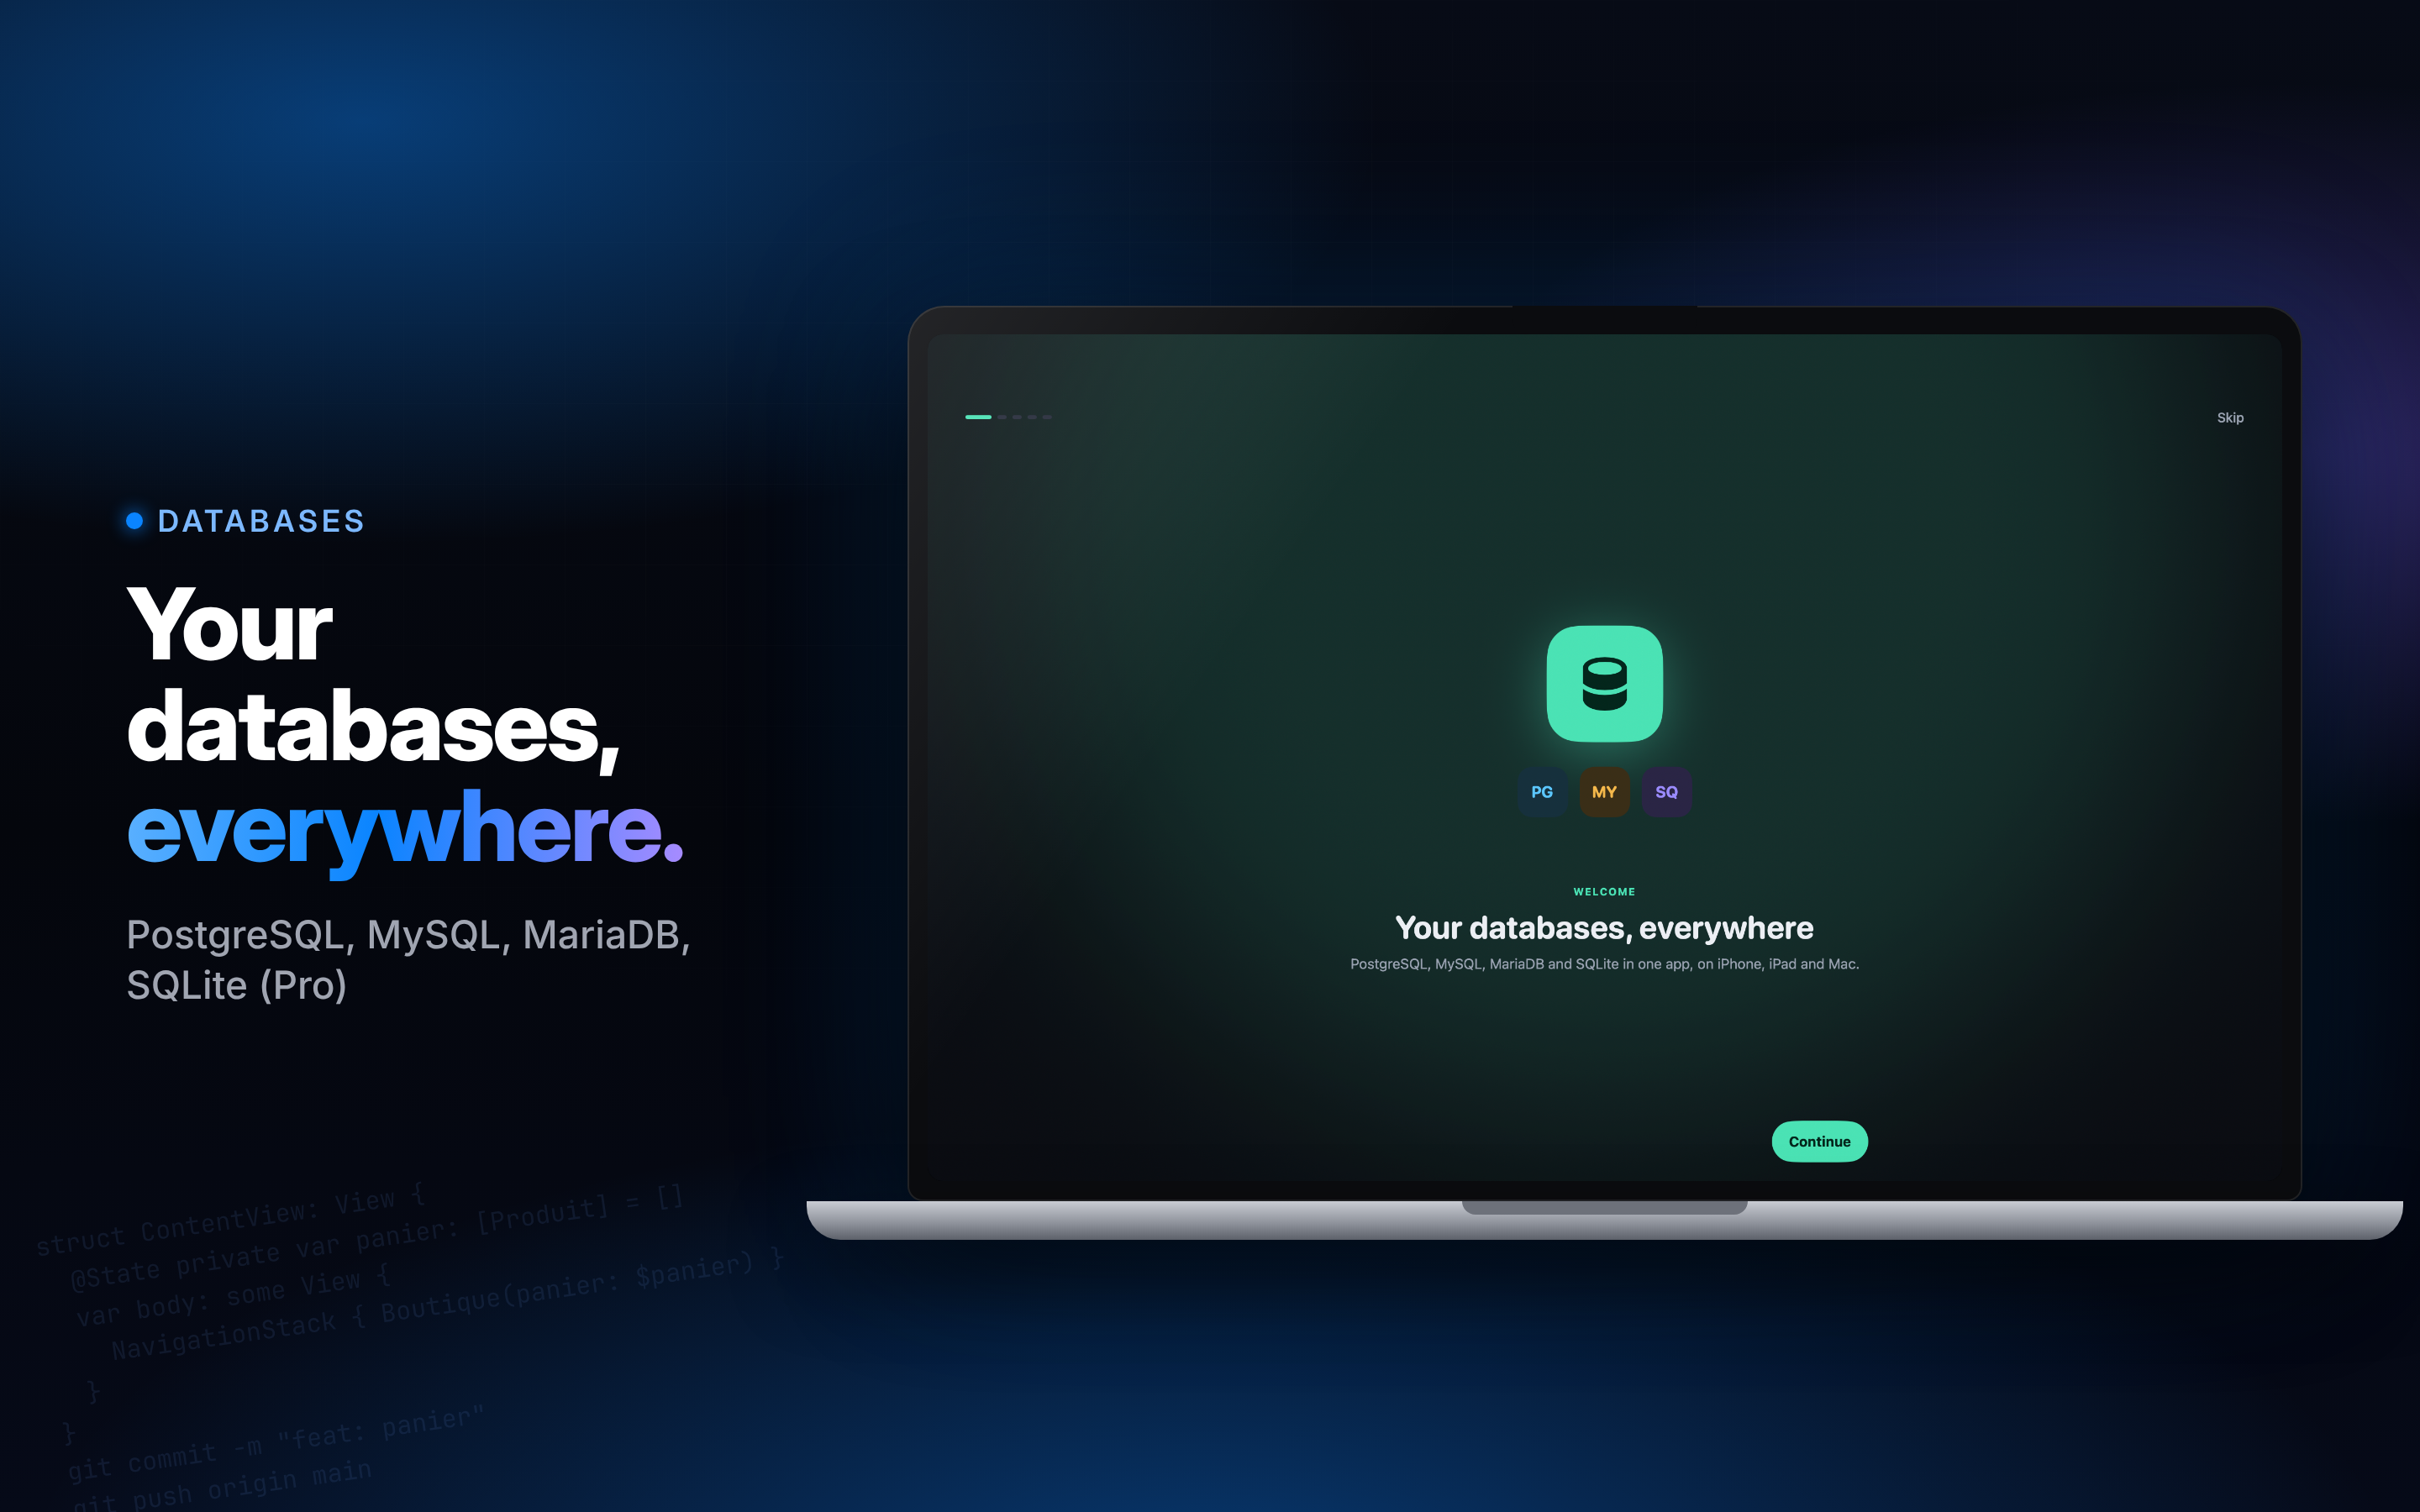 DATABASES
Your
databases,
everywhere.
PostgreSQL, MySQL, MariaDB,
SQLite (Pro)
Skip
PG MY SQ
WELCOME
Your databases, everywhere
PostgreSQL, MySQL, MariaDB and SQLite in one app, on iPhone, iPad and Mac.
Continue
struct ContentView: View {
@State private var panier: [Produit] = []
var body: some View {
NavigationStack { Boutique(panier: $panier) }
}
}
git commit -m "feat: panier"
git push origin main